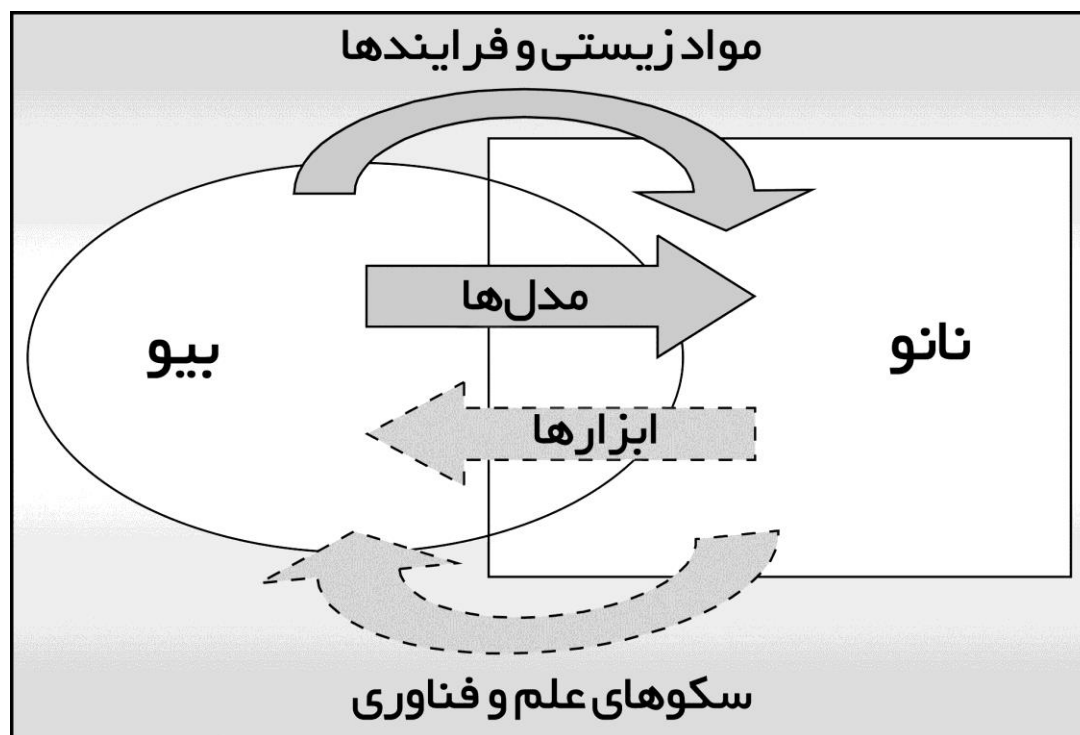 مواد زیستی و فرایندها
مدل‌ها
نانو
بیو
ابزارها
سکوهای علم و فناوری